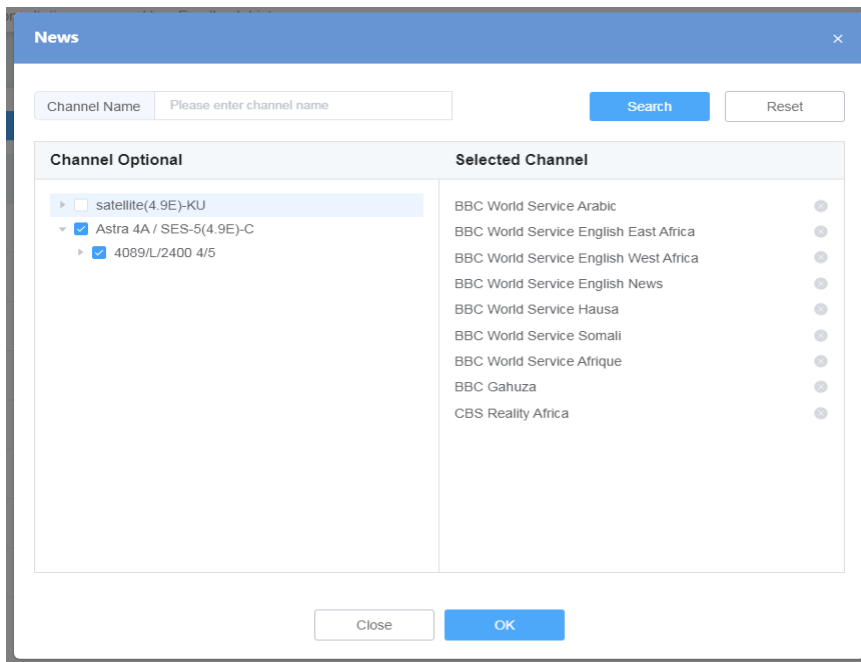 News
Channel Name Please enter channel name Search Reset
Channel Optional
satellite(4.9E)-KU
Astra 4A / SES-5(4.9E)-C
4089/L/2400 4/5
Selected Channel
BBC World Service Arabic
BBC World Service English East Africa
BBC World Service English West Africa
BBC World Service English News
BBC World Service Hausa
BBC World Service Somali
BBC World Service Afrique
BBC Gahuza
CBS Reality Africa
Close OK